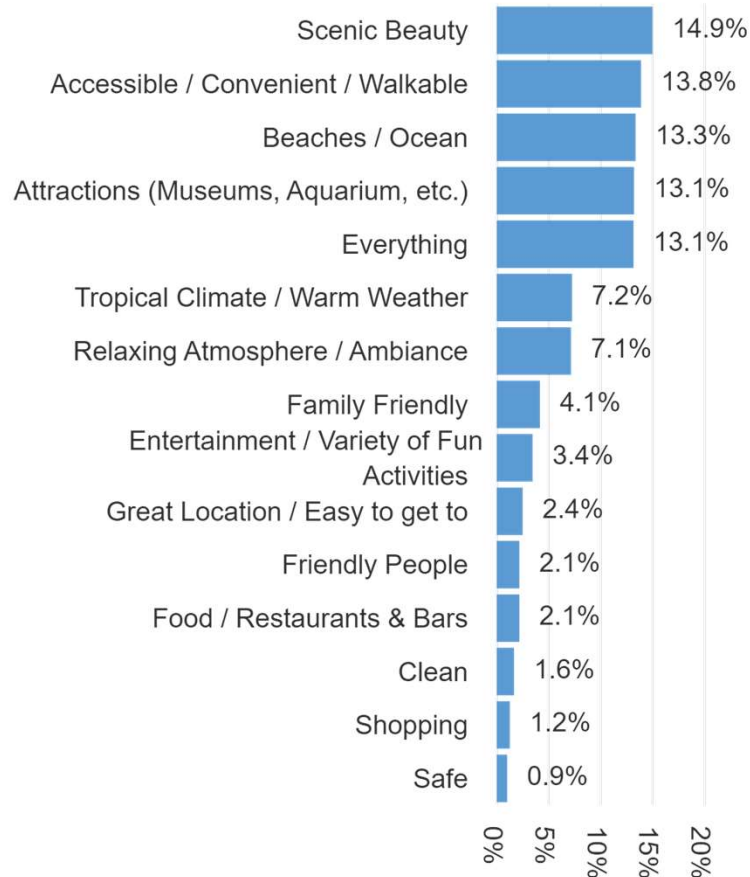 Scenic Beauty 14.9%
Accessible / Convenient / Walkable 13.8%
Beaches / Ocean 13.3%
Attractions (Museums, Aquarium, etc.) 13.1%
Everything 13.1%
Tropical Climate / Warm Weather 7.2%
Relaxing Atmosphere / Ambiance 7.1%
Family Friendly 4.1%
Entertainment / Variety of Fun
Activities 3.4%
Great Location / Easy to get to 2.4%
Friendly People 2.1%
Food / Restaurants & Bars 2.1%
Clean 1.6%
Shopping 1.2%
Safe 0.9%
0% 5% 10% 15% 20%